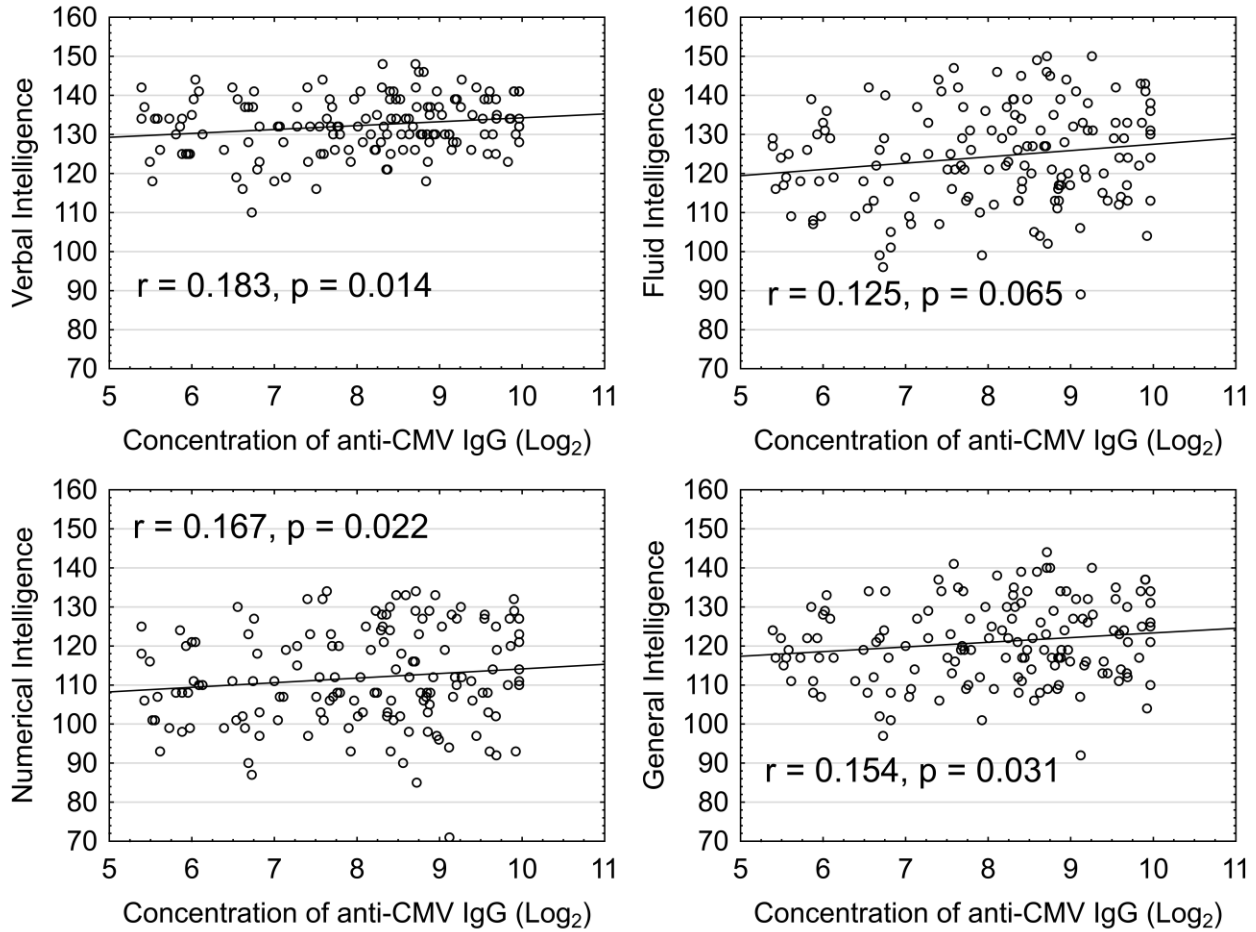 160
150
140
130
120
110
100
90
80
70
Verbal Intelligence
r = 0.183, p = 0.014
5 6 7 8 9 10 11
Concentration of anti-CMV IgG (Log₂)
160
150
140
130
120
110
100
90
80
70
Fluid Intelligence
r = 0.125, p = 0.065
5 6 7 8 9 10 11
Concentration of anti-CMV IgG (Log₂)
160
150
140
130
120
110
100
90
80
70
Numerical Intelligence
r = 0.167, p = 0.022
5 6 7 8 9 10 11
Concentration of anti-CMV IgG (Log₂)
160
150
140
130
120
110
100
90
80
70
General Intelligence
r = 0.154, p = 0.031
5 6 7 8 9 10 11
Concentration of anti-CMV IgG (Log₂)